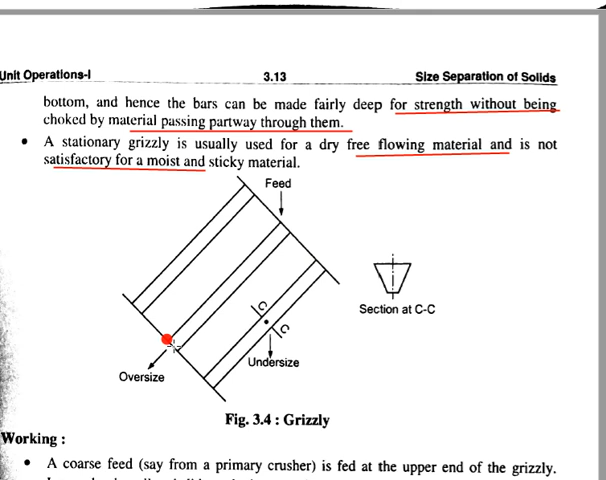 Unit Operations-I 3.13 Size Separation of Solids
bottom, and hence the bars can be made fairly deep for strength without being
choked by material passing partway through them.
• A stationary grizzly is usually used for a dry free flowing material and is not
satisfactory for a moist and sticky material.
Feed
C
C
Section at C-C
Undersize
Oversize
Fig. 3.4 : Grizzly
Working :
• A coarse feed (say from a primary crusher) is fed at the upper end of the grizzly.